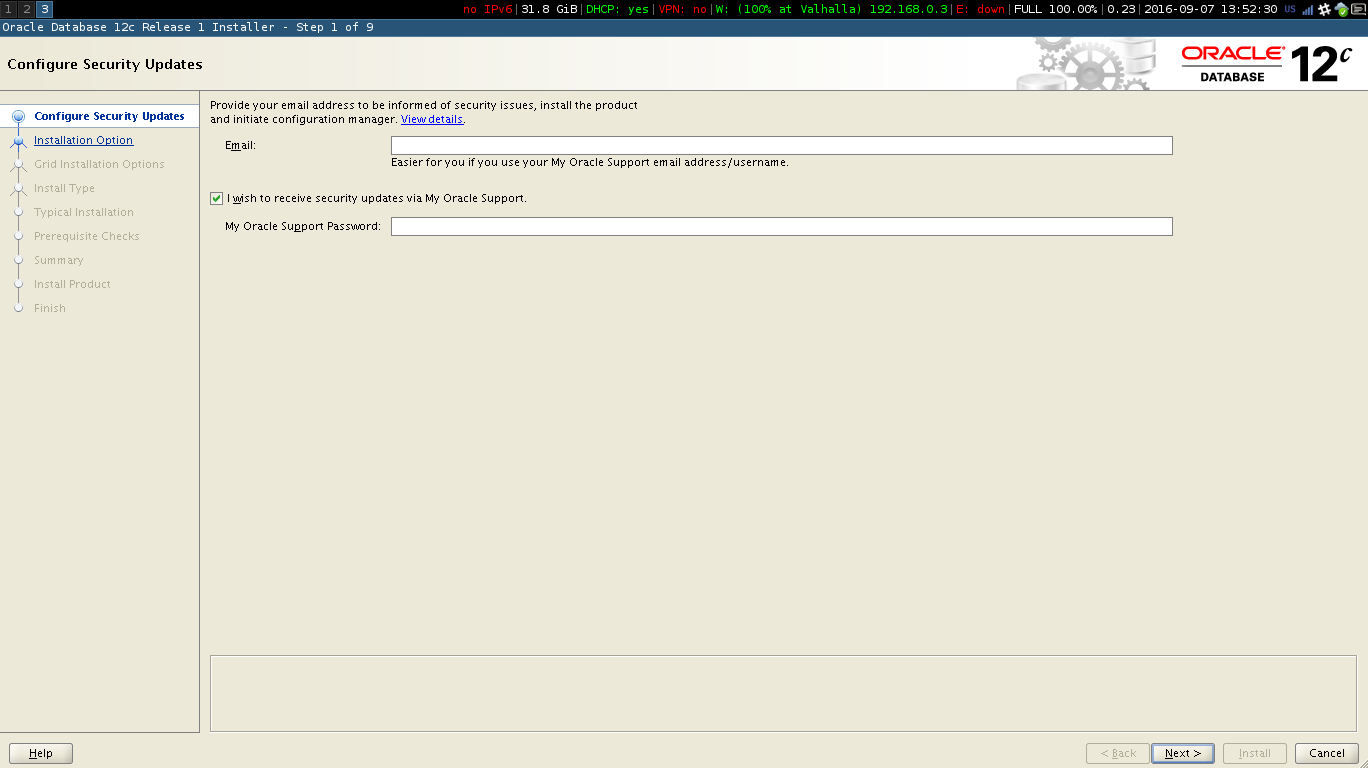 1 2 3 no IPv6|31.8 GiB|DHCP: yes|VPN: no|W: (100% at Valhalla) 192.168.0.3|E: down|FULL 100.00%|0.23|2016-09-07 13:52:30 US
Oracle Database 12c Release 1 Installer - Step 1 of 9
Configure Security Updates
ORACLE®
DATABASE
12c
Configure Security Updates
Installation Option
Grid Installation Options
Install Type
Typical Installation
Prerequisite Checks
Summary
Install Product
Finish
Provide your email address to be informed of security issues, install the product
and initiate configuration manager. View details.
Email:
Easier for you if you use your My Oracle Support email address/username.
I wish to receive security updates via My Oracle Support.
My Oracle Support Password:
Help
< Back
Next >
Install
Cancel